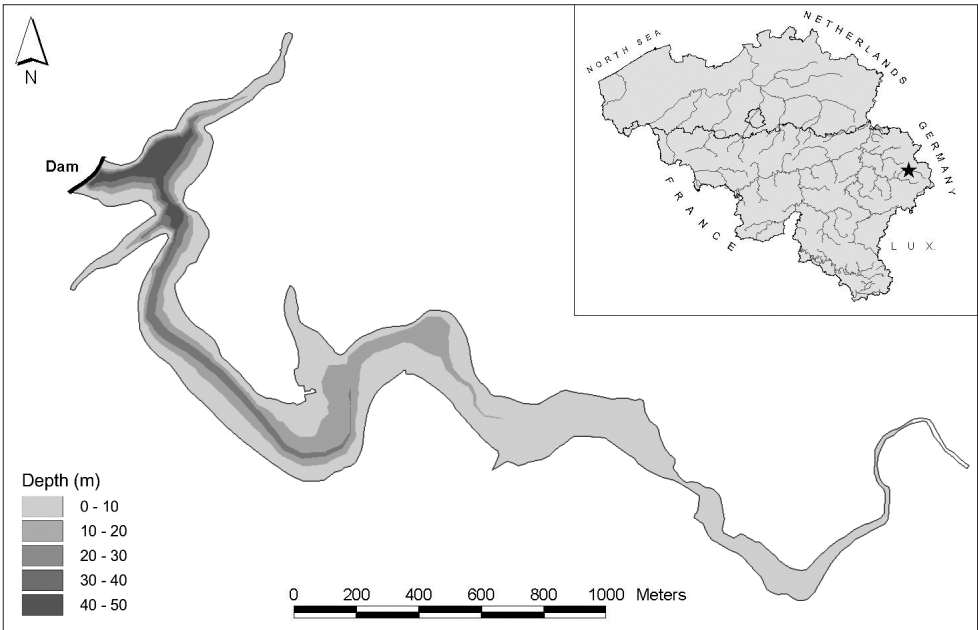 N
Dam
NORTH SEA
NETHERLANDS
GERMANY
FRANCE
LUX.
Depth (m)
0 - 10
10 - 20
20 - 30
30 - 40
40 - 50
0 200 400 600 800 1000 Meters